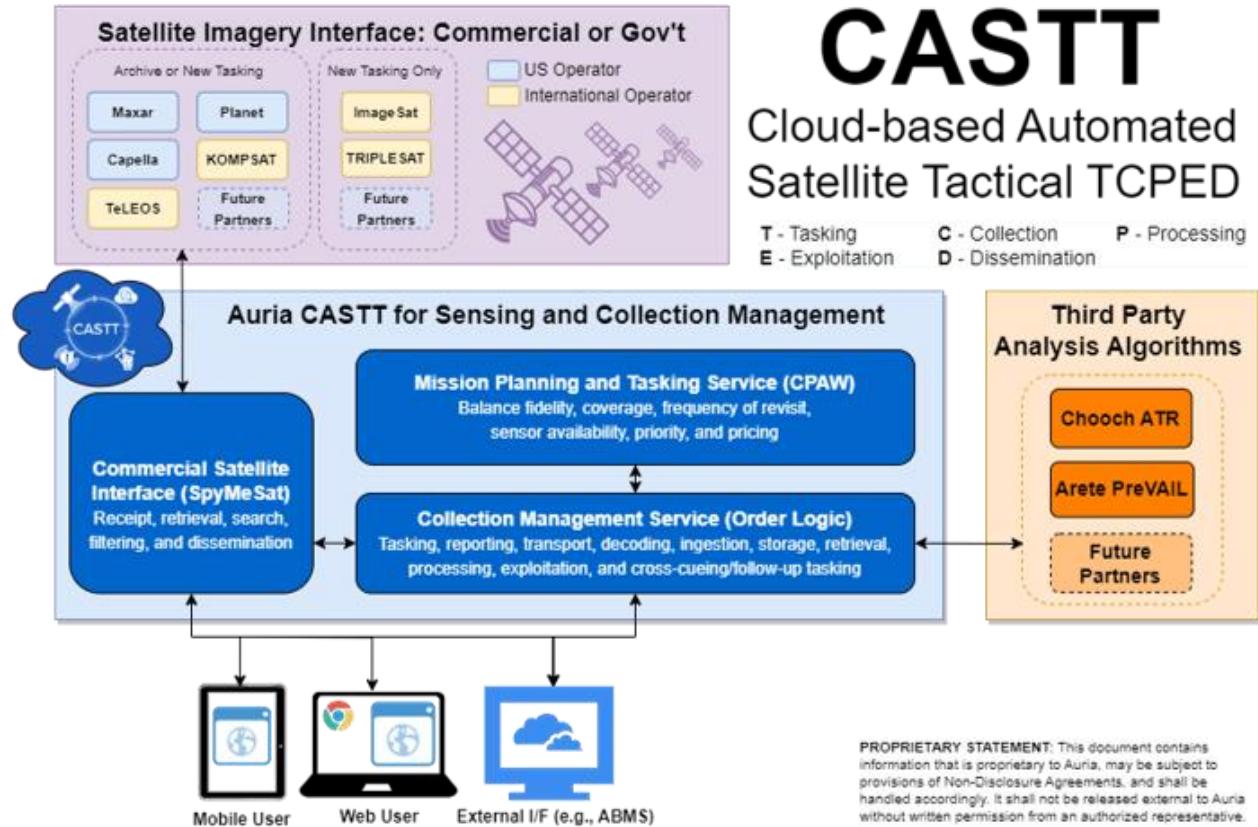 Satellite Imagery Interface: Commercial or Gov't
Archive or New Tasking
Maxar
Planet
Capella
KOMPSAT
TeLEOS
Future
Partners
New Tasking Only
ImageSat
TRIPLESAT
Future
Partners
US Operator
International Operator
CASTT
Cloud-based Automated
Satellite Tactical TCPED
T - Tasking
C - Collection
P - Processing
E - Exploitation
D - Dissemination
CASTT
Auria CASTT for Sensing and Collection Management
Mission Planning and Tasking Service (CPAW)
Balance fidelity, coverage, frequency of revisit,
sensor availability, priority, and pricing
Commercial Satellite
Interface (SpyMeSat)
Receipt, retrieval, search,
filtering, and dissemination
Collection Management Service (Order Logic)
Tasking, reporting, transport, decoding, ingestion, storage, retrieval,
processing, exploitation, and cross-cueing/follow-up tasking
Third Party
Analysis Algorithms
Chooch ATR
Arete PreVAIL
Future
Partners
Mobile User
Web User
External I/F (e.g., ABMS)
PROPRIETARY STATEMENT: This document contains
information that is proprietary to Auria, may be subject to
provisions of Non-Disclosure Agreements, and shall be
handled accordingly. It shall not be released external to Auria
without written permission from an authorized representative.